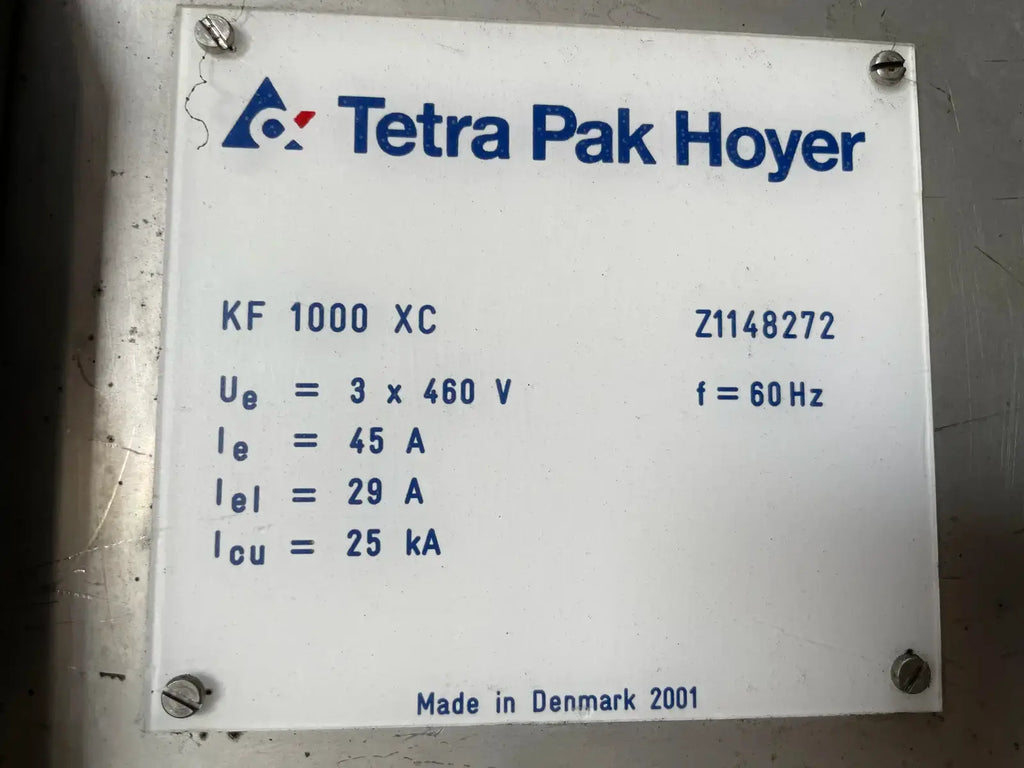 Tetra Pak Hoyer
KF 1000 XC Z1148272
Ue = 3 x 460 V f = 60 Hz
Ie = 45 A
Iel = 29 A
Icu = 25 kA
Made in Denmark 2001